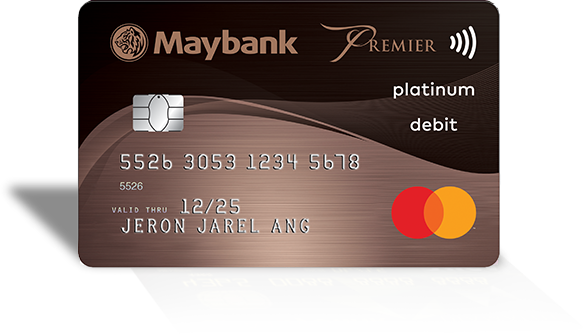 Maybank PREMIER
platinum
debit
5526 3053 1234 5678
5526
VALID THRU 12/25
JERON JAREL ANG